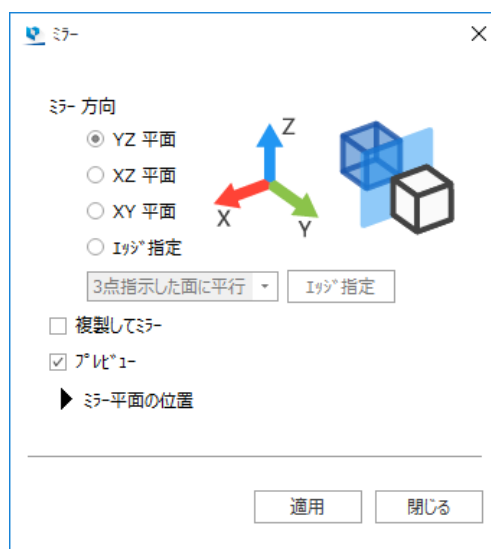 ﾐﾗｰ
ﾐﾗｰ 方向
YZ 平面
XZ 平面
XY 平面
ｴｯｼﾞ指定
Z
X
Y
3点指示した面に平行
ｴｯｼﾞ指定
複製してﾐﾗｰ
ﾌﾟﾚﾋﾞｭｰ
ﾐﾗｰ平面の位置
適用
閉じる